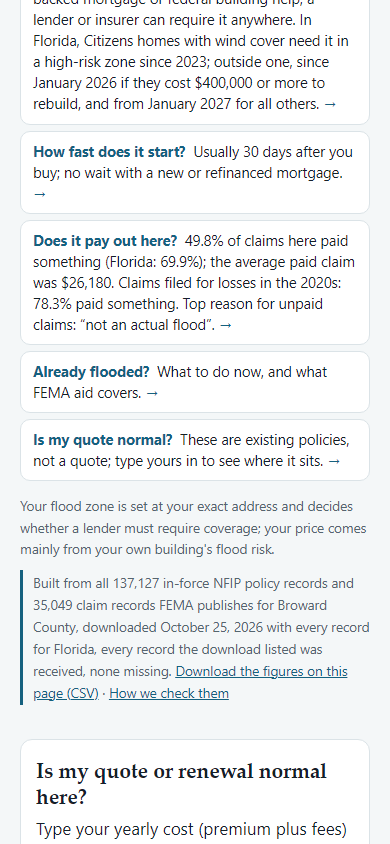 backed mortgage or federal building help; a
lender or insurer can require it anywhere. In
Florida, Citizens homes with wind cover need it in
a high-risk zone since 2023; outside one, since
January 2026 if they cost $400,000 or more to
rebuild, and from January 2027 for all others. →
How fast does it start? Usually 30 days after you
buy; no wait with a new or refinanced mortgage.
→
Does it pay out here? 49.8% of claims here paid
something (Florida: 69.9%); the average paid claim
was $26,180. Claims filed for losses in the 2020s:
78.3% paid something. Top reason for unpaid
claims: “not an actual flood”. →
Already flooded? What to do now, and what
FEMA aid covers. →
Is my quote normal? These are existing policies,
not a quote; type yours in to see where it sits. →
Your flood zone is set at your exact address and decides
whether a lender must require coverage; your price comes
mainly from your own building's flood risk.
Built from all 137,127 in-force NFIP policy records and
35,049 claim records FEMA publishes for Broward
County, downloaded October 25, 2026 with every record
for Florida, every record the download listed was
received, none missing. Download the figures on this
page (CSV) · How we check them
Is my quote or renewal normal
here?
Type your yearly cost (premium plus fees)